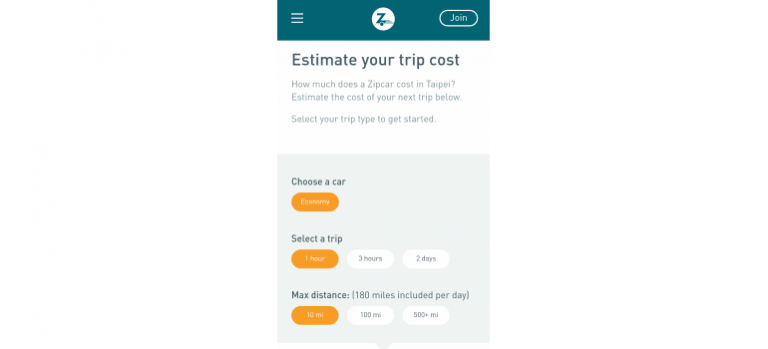 Z
Join
Estimate your trip cost
How much does a Zipcar cost in Taipei?
Estimate the cost of your next trip below.
Select your trip type to get started.
Choose a car
Economy
Select a trip
1 hour 3 hours 2 days
Max distance: (180 miles included per day)
10 mi 100 mi 500+ mi